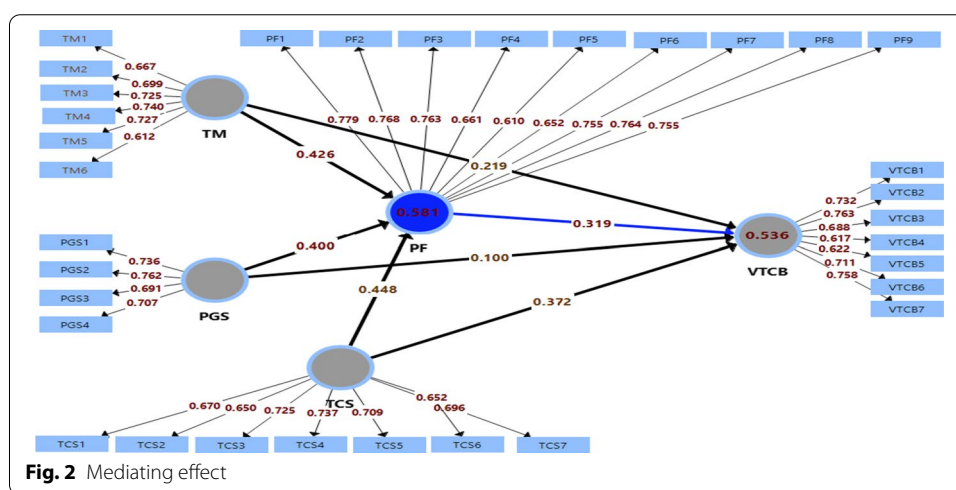 TM1
PF1
PF2
PF3
PF4
PF5
PF6
PF7
PF8
PF9
TM2
TM3
TM4
TM5
TM6
0.667
0.699
0.725
0.740
0.727
0.612
TM
0.779
0.768
0.763
0.661
0.610
0.652
0.755
0.764
0.755
0.426
0.219
0.581
PF
0.319
0.400
0.100
0.448
0.372
PGS1
PGS2
PGS3
PGS4
0.736
0.762
0.691
0.707
PGS
0.536
VTCB
0.732
0.763
0.688
0.617
0.622
0.711
0.758
VTCB1
VTCB2
VTCB3
VTCB4
VTCB5
VTCB6
VTCB7
TCS
0.670
0.650
0.725
0.737
0.709
0.652
0.696
TCS1
TCS2
TCS3
TCS4
TCS5
TCS6
TCS7
Fig. 2 Mediating effect